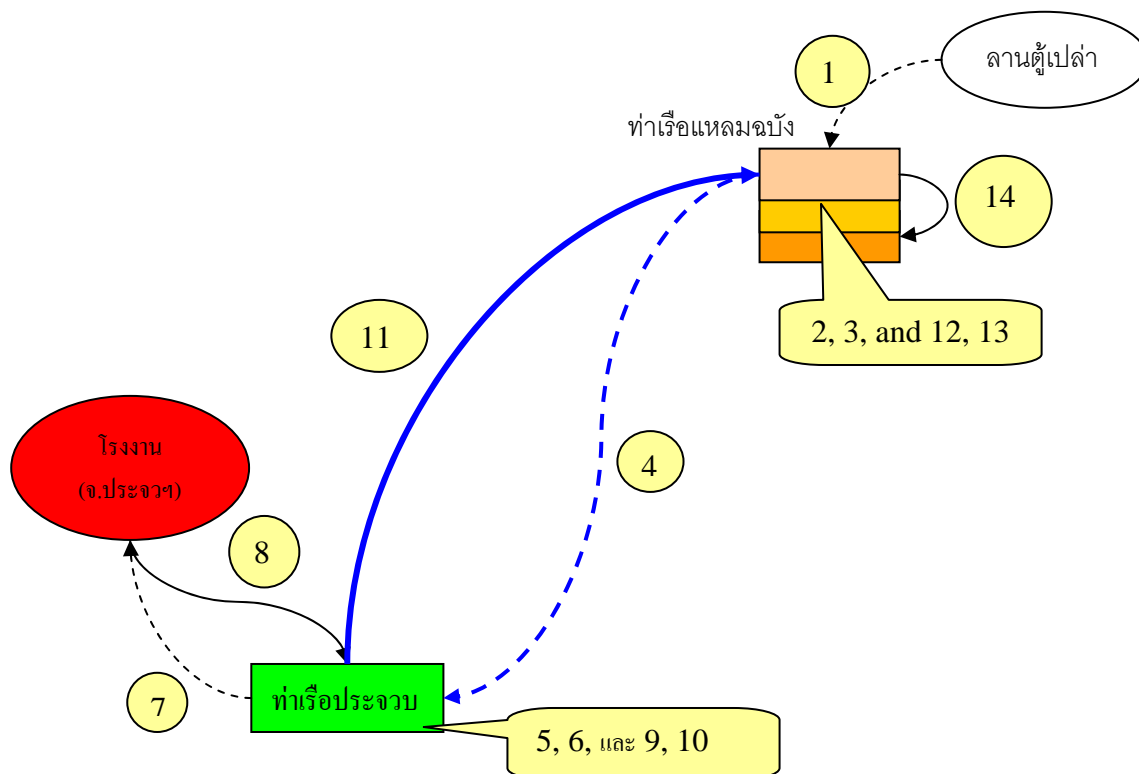 ลานตู้เปล่า
1
ท่าเรือแหลมฉบัง
14
2, 3, and 12, 13
11
โรงงาน
(จ.ประจวฯ)
4
8
7
ท่าเรือประจวบ
5, 6, และ 9, 10